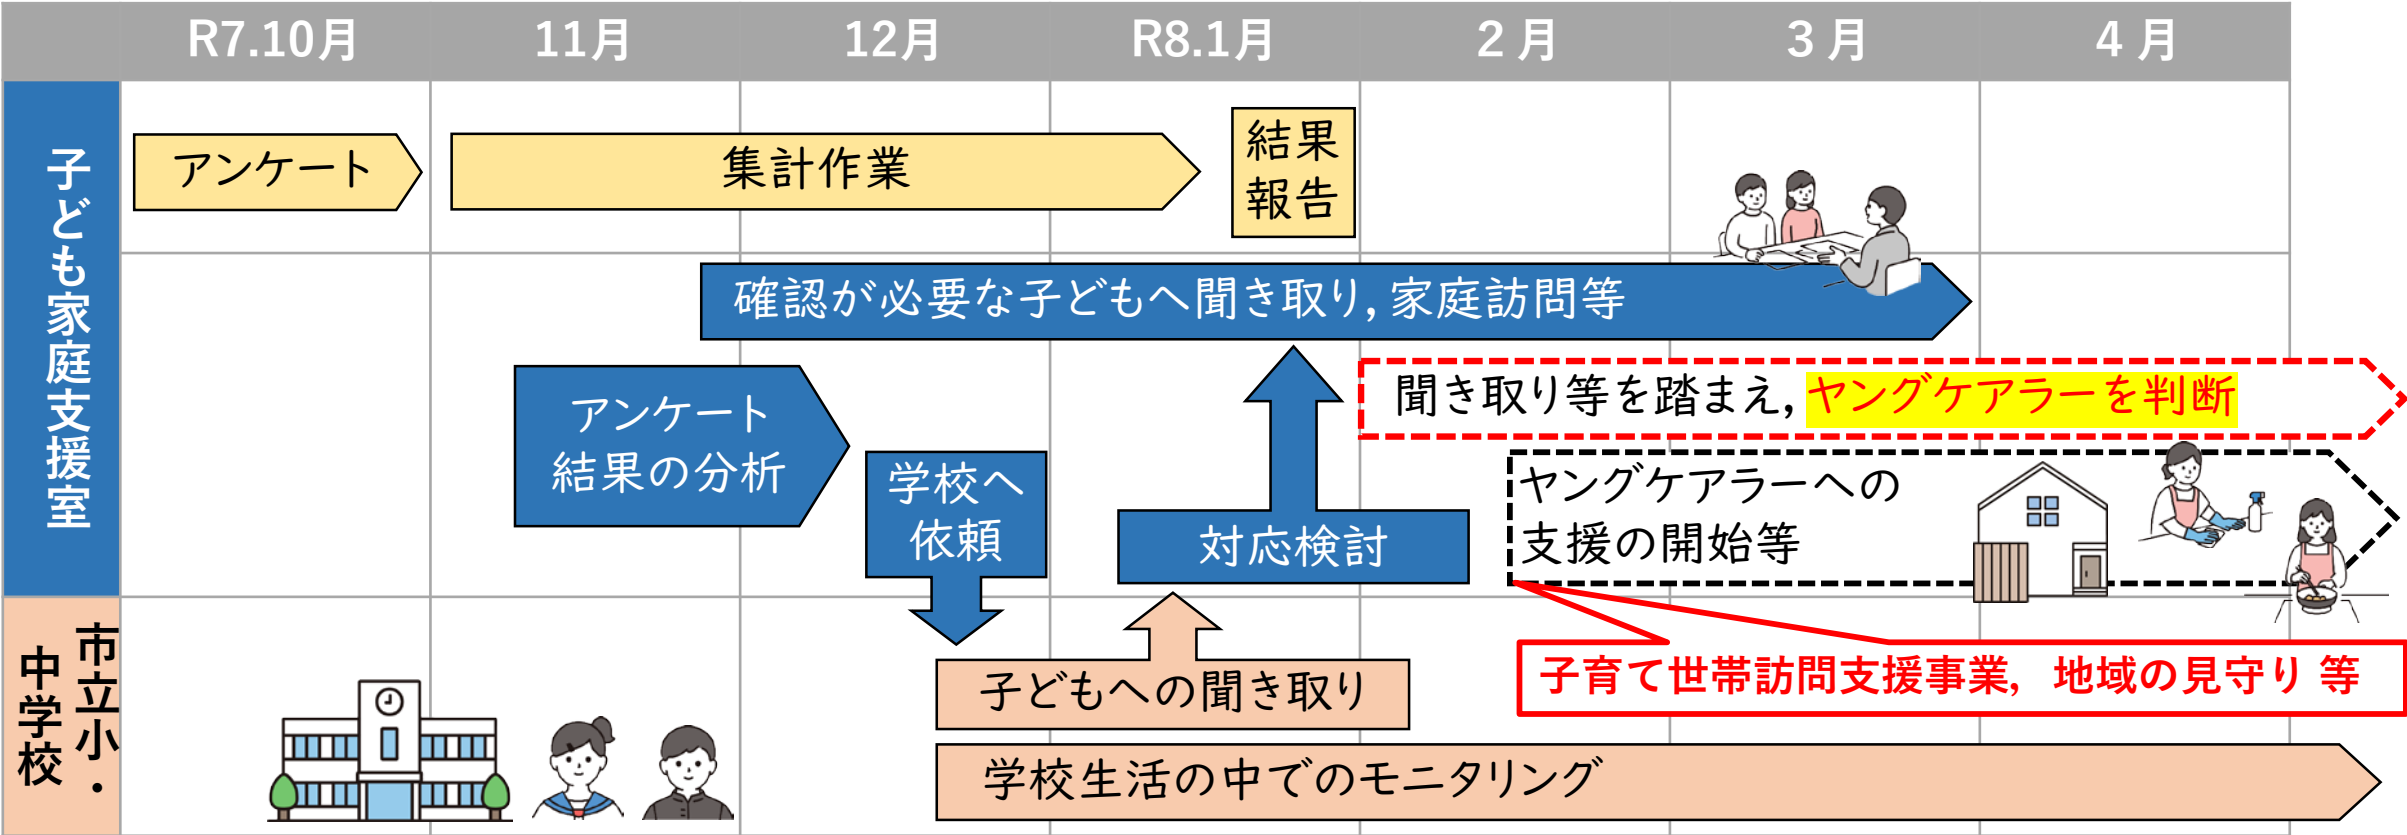 R7.10月
11月
12月
R8.1月
2月
3月
4月
子ども家庭支援室
アンケート
集計作業
結果
報告
確認が必要な子どもへ聞き取り,家庭訪問等
アンケート
結果の分析
学校へ
依頼
対応検討
聞き取り等を踏まえ,ヤングケアラーを判断
ヤングケアラーへの
支援の開始等
子育て世帯訪問支援事業,地域の見守り 等
市立小・
中学校
子どもへの聞き取り
学校生活の中でのモニタリング